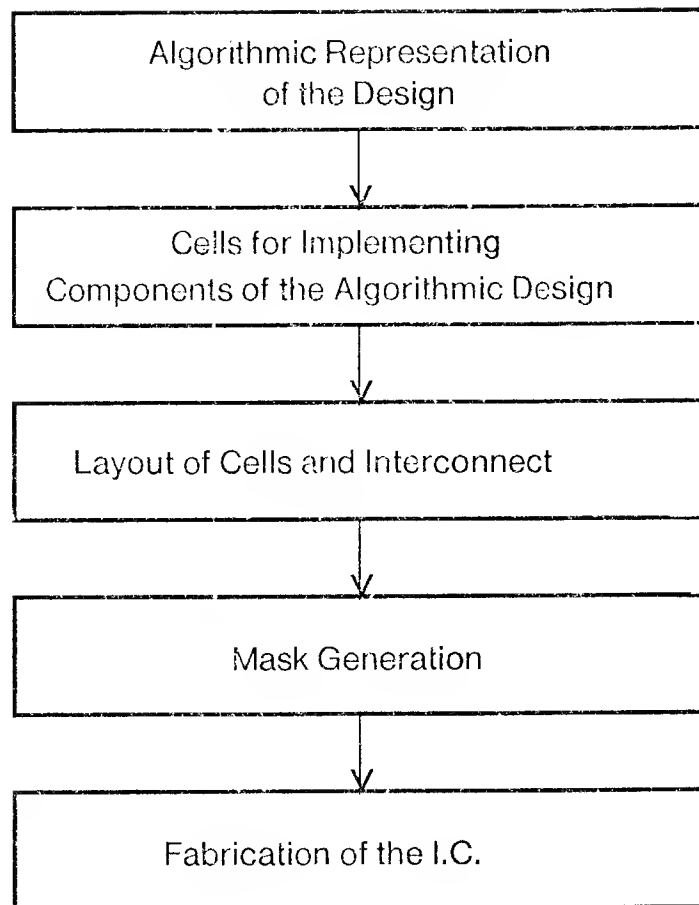 Algorithmic Representation
of the Design
Cells for Implementing
Components of the Algorithmic Design
Layout of Cells and Interconnect
Mask Generation
Fabrication of the I.C.